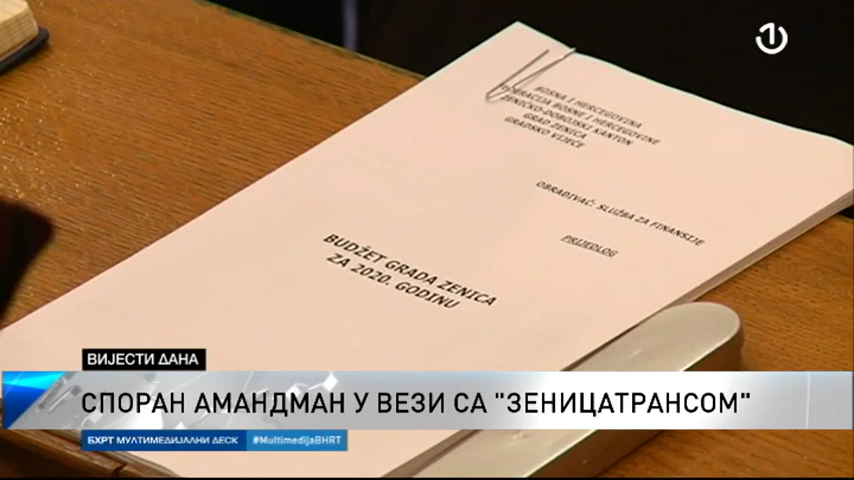 BOSNA I HERCEGOVINA
FEDERACIJA BOSNE I HERCEGOVINE
ZENIČKO-DOBOJSKI KANTON
GRAD ZENICA
GRADSKO VIJEĆE
OBRAĐIVAČ: SLUŽBA ZA FINANSIJE
PRIJEDLOG
BUDŽET GRADA ZENICA
ZA 2020. GODINU
ВИЈЕСТИ ДАНА
СПОРАН АМАНДМАН У ВЕЗИ СА "ЗЕНИЦАТРАНСОМ"
БХРТ МУЛТИМЕДИЈАЛНИ ДЕСК
#MultimedijaBHRT